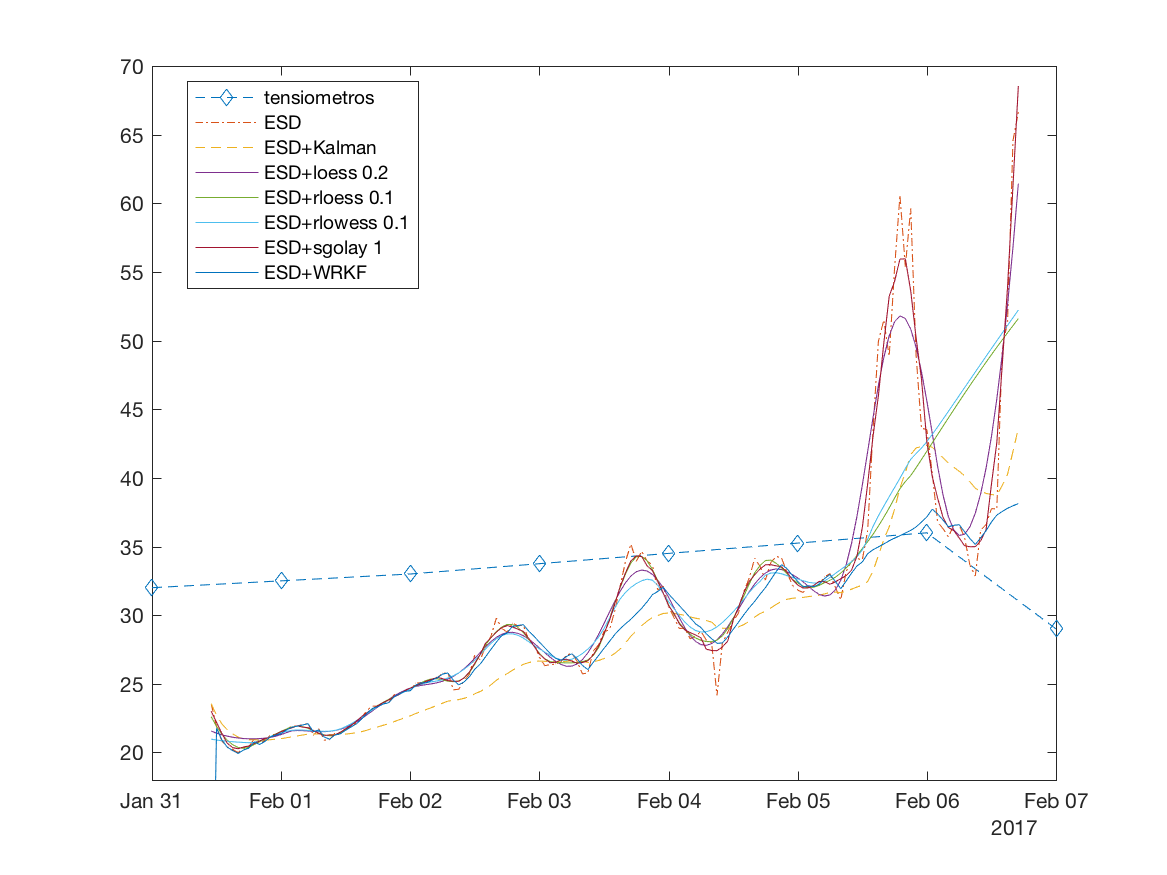 70
65
60
55
50
45
40
35
30
25
20
tensiometros
ESD
ESD+Kalman
ESD+loess 0.2
ESD+rloess 0.1
ESD+rlowess 0.1
ESD+sgolay 1
ESD+WRKF
Jan 31 Feb 01 Feb 02 Feb 03 Feb 04 Feb 05 Feb 06 Feb 07
2017